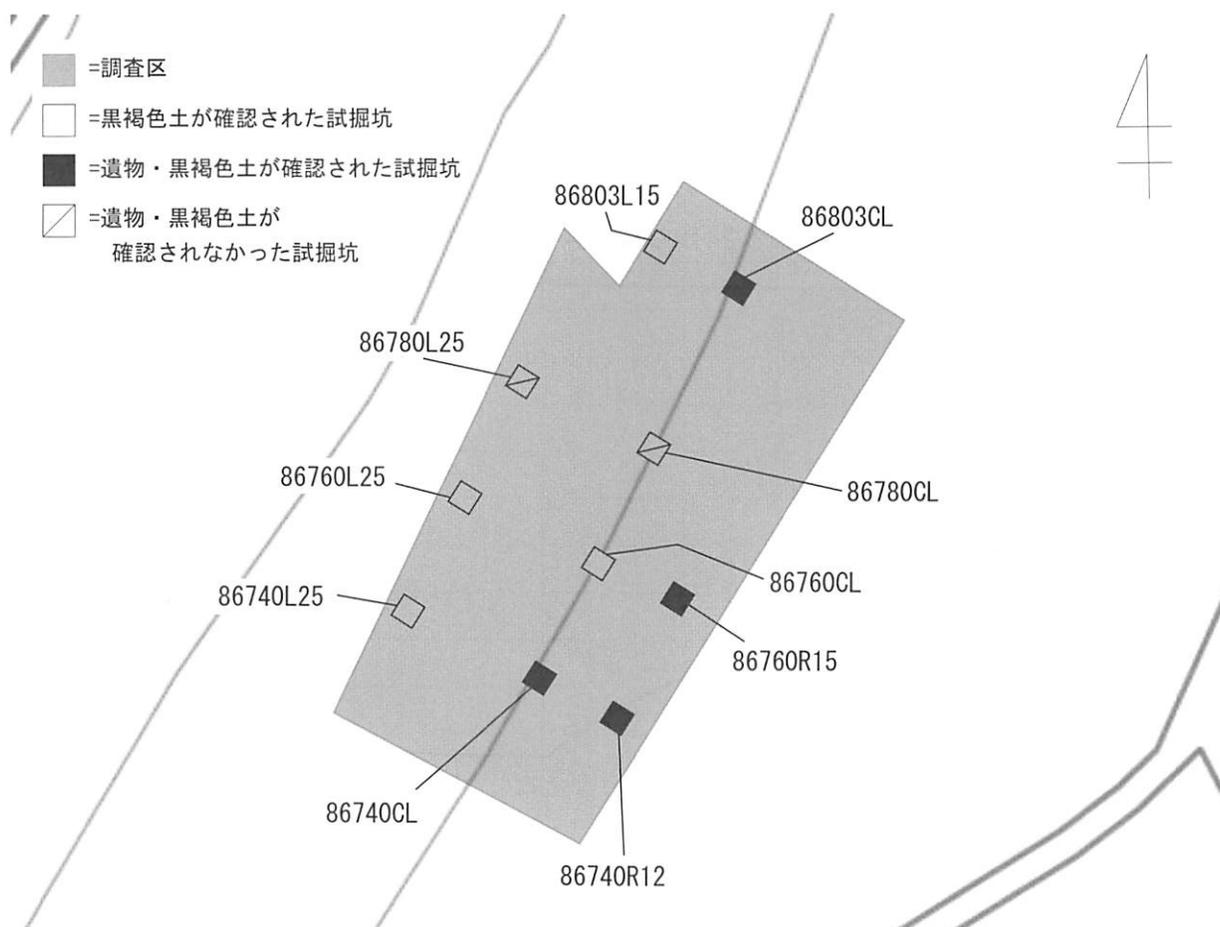 =調査区
=黒褐色土が確認された試掘坑
=遺物・黒褐色土が確認された試掘坑
=遺物・黒褐色土が
確認されなかった試掘坑
86803L15
86803CL
86780L25
86780CL
86760L25
86760CL
86740L25
86760R15
86740CL
86740R12